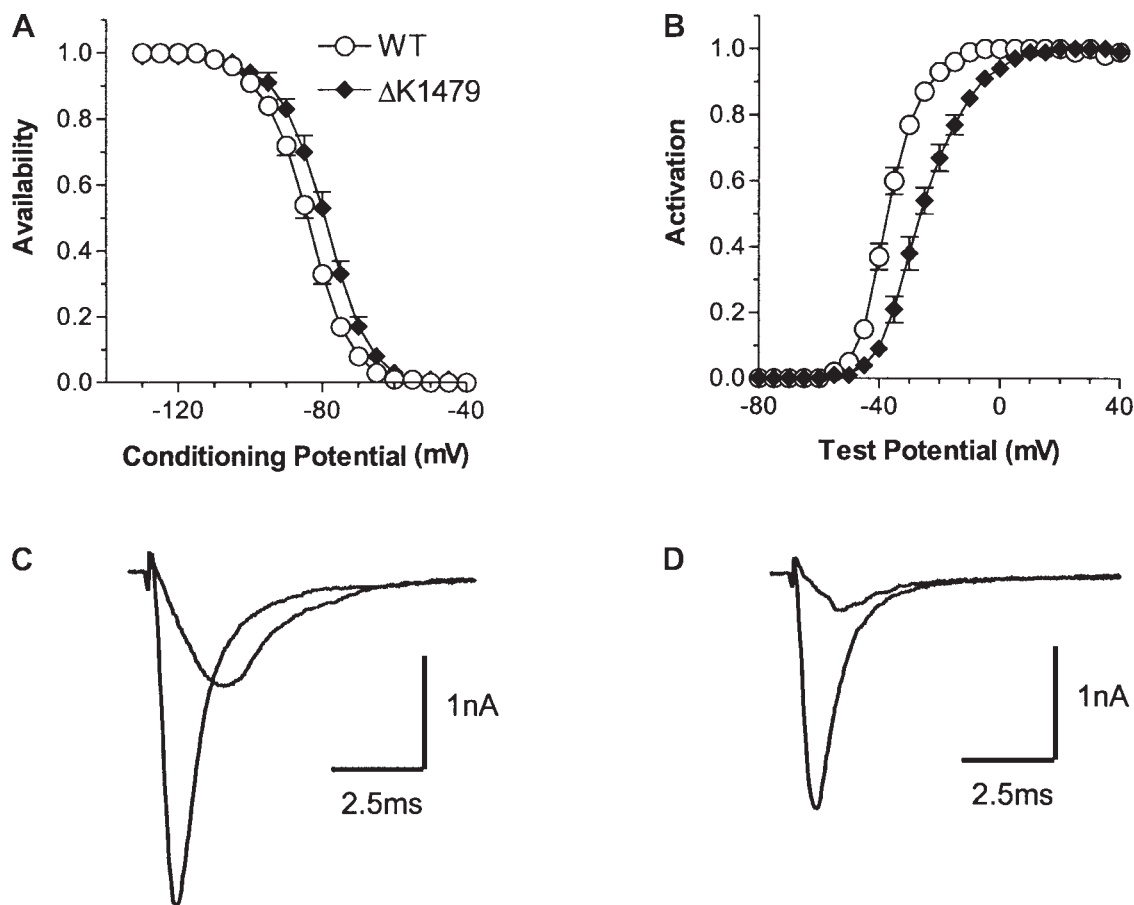 A
WT
ΔK1479
1.0
0.8
0.6
0.4
0.2
0.0
Availability
-120
-80
-40
Conditioning Potential (mV)
B
1.0
0.8
0.6
0.4
0.2
0.0
Activation
-80
-40
0
40
Test Potential (mV)
C
1nA
2.5ms
D
1nA
2.5ms